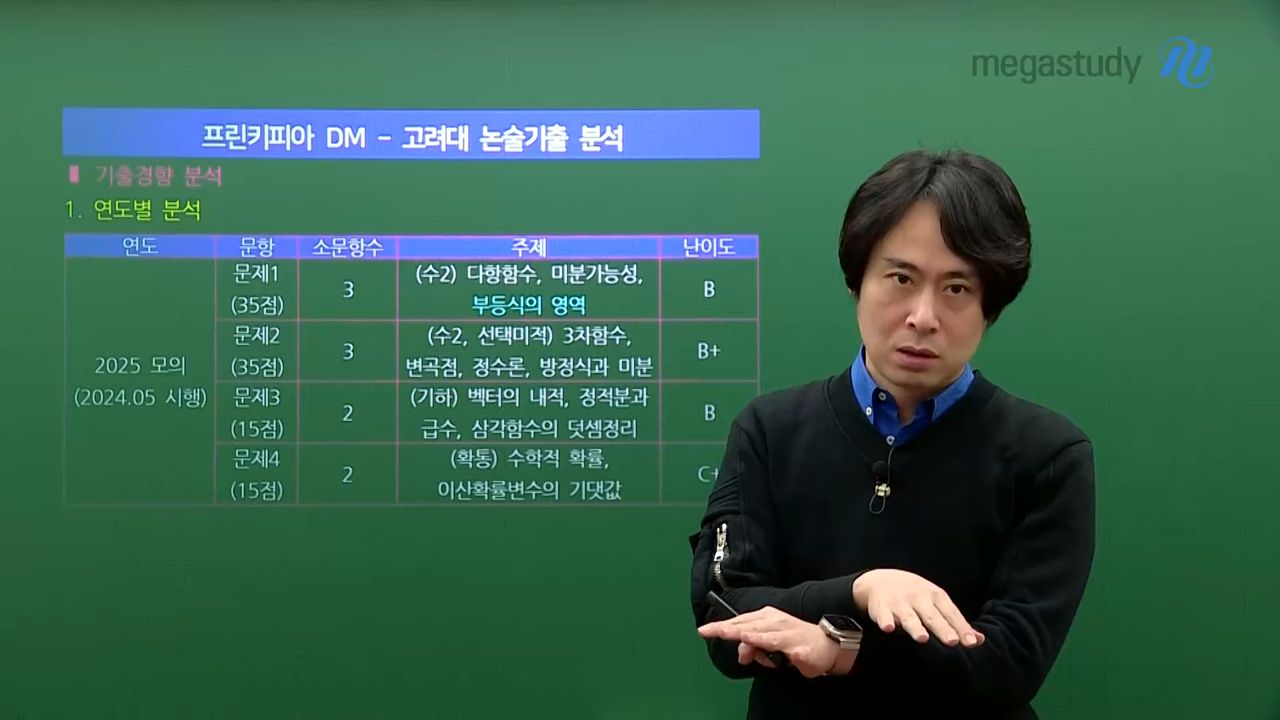 megastudy
프린키피아 DM - 고려대 논술기출 분석
기출경향 분석
1. 연도별 분석
연도 문항 소문항수 주제 난이도
2025 모의
(2024.05 시행)
문제1
(35점)
3
(수2) 다항함수, 미분가능성,
부등식의 영역
B
문제2
(35점)
3
(수2, 선택미적) 3차함수,
변곡점, 정수론, 방정식과 미분
B+
문제3
(15점)
2
(기하) 벡터의 내적, 정적분과
급수, 삼각함수의 덧셈정리
B
문제4
(15점)
2
(확통) 수학적 확률,
이산확률변수의 기댓값
C+